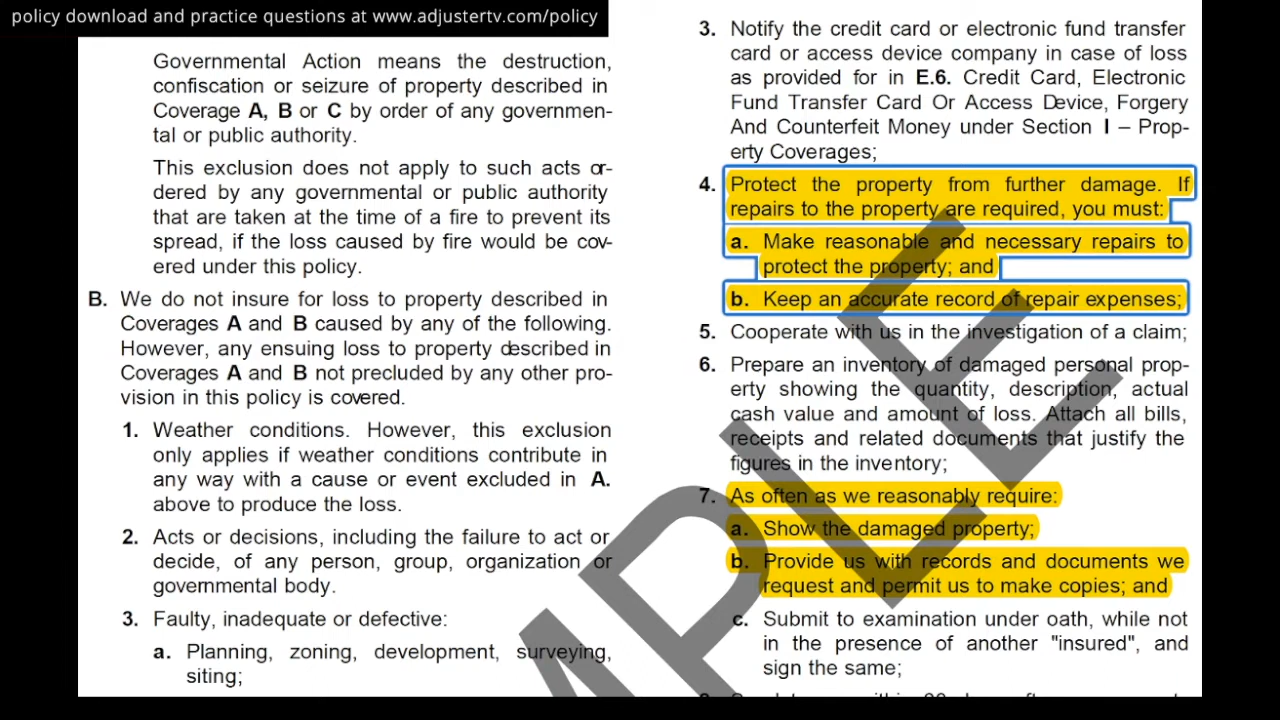 policy download and practice questions at www.adjustertv.com/policy
Governmental Action means the destruction,
confiscation or seizure of property described in
Coverage A, B or C by order of any governmen-
tal or public authority.
This exclusion does not apply to such acts or-
dered by any governmental or public authority
that are taken at the time of a fire to prevent its
spread, if the loss caused by fire would be cov-
ered under this policy.
B. We do not insure for loss to property described in
Coverages A and B caused by any of the following.
However, any ensuing loss to property described in
Coverages A and B not precluded by any other pro-
vision in this policy is covered.
1. Weather conditions. However, this exclusion
only applies if weather conditions contribute in
any way with a cause or event excluded in A.
above to produce the loss.
2. Acts or decisions, including the failure to act or
decide, of any person, group, organization or
governmental body.
3. Faulty, inadequate or defective:
a. Planning, zoning, development, surveying,
siting;
3. Notify the credit card or electronic fund transfer
card or access device company in case of loss
as provided for in E.6. Credit Card, Electronic
Fund Transfer Card Or Access Device, Forgery
And Counterfeit Money under Section I – Prop-
erty Coverages;
4. Protect the property from further damage. If
repairs to the property are required, you must:
a. Make reasonable and necessary repairs to
protect the property; and
b. Keep an accurate record of repair expenses;
5. Cooperate with us in the investigation of a claim;
6. Prepare an inventory of damaged personal prop-
erty showing the quantity, description, actual
cash value and amount of loss. Attach all bills,
receipts and related documents that justify the
figures in the inventory;
7. As often as we reasonably require:
a. Show the damaged property;
b. Provide us with records and documents we
request and permit us to make copies; and
c. Submit to examination under oath, while not
in the presence of another "insured", and
sign the same;